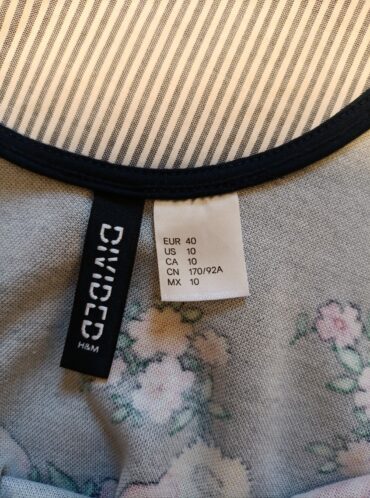 DIVIDED
H&M
EUR 40
US 10
CA 10
CN 170/92A
MX 10